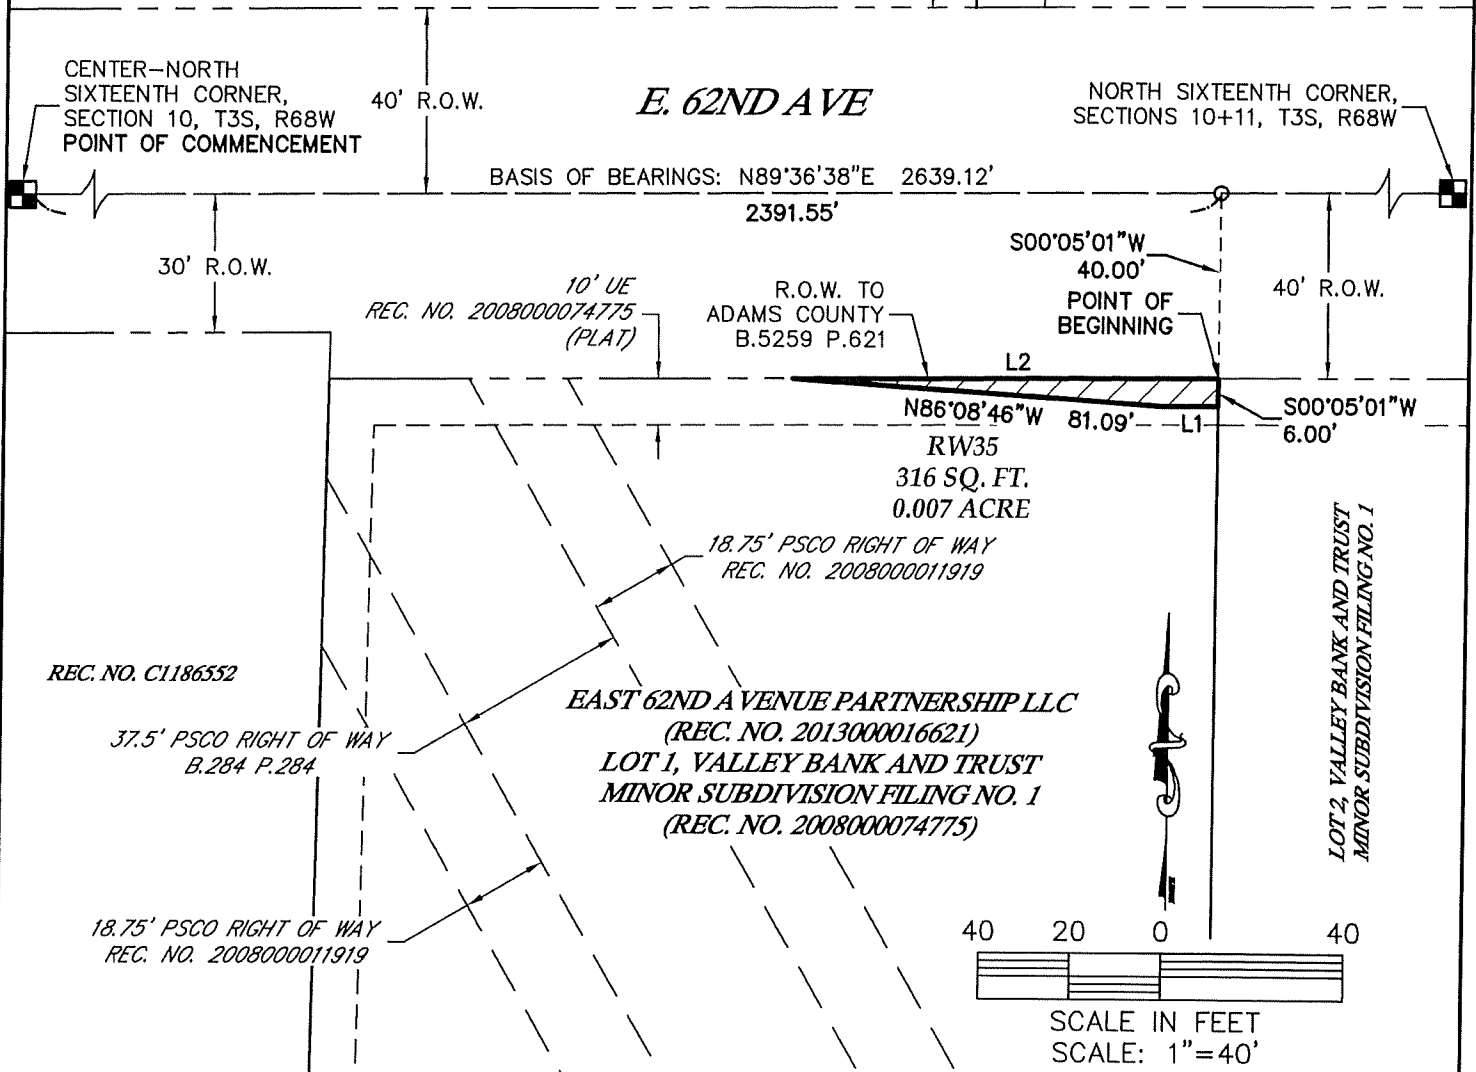 CENTER-NORTH
SIXTEENTH CORNER,
SECTION 10, T3S, R68W
POINT OF COMMENCEMENT
40' R.O.W.
E. 62ND AVE
NORTH SIXTEENTH CORNER,
SECTIONS 10+11, T3S, R68W
BASIS OF BEARINGS: N89°36'38"E 2639.12'
2391.55'
30' R.O.W.
S00°05'01"W
40.00'
40' R.O.W.
10' UE
REC. NO. 2008000074775
(PLAT)
R.O.W. TO
ADAMS COUNTY
B.5259 P.621
POINT OF
BEGINNING
L2
N86°08'46"W 81.09'
L1
S00°05'01"W
6.00'
RW35
316 SQ. FT.
0.007 ACRE
18.75' PSCO RIGHT OF WAY
REC. NO. 2008000011919
LOT 2, VALLEY BANK AND TRUST
MINOR SUBDIVISION FILING NO. 1
REC. NO. C1186552
37.5' PSCO RIGHT OF WAY
B.284 P.284
EAST 62ND AVENUE PARTNERSHIP LLC
(REC. NO. 2013000016621)
LOT 1, VALLEY BANK AND TRUST
MINOR SUBDIVISION FILING NO. 1
(REC. NO. 2008000074775)
18.75' PSCO RIGHT OF WAY
REC. NO. 2008000011919
40 20 0 40
SCALE IN FEET
SCALE: 1"=40'